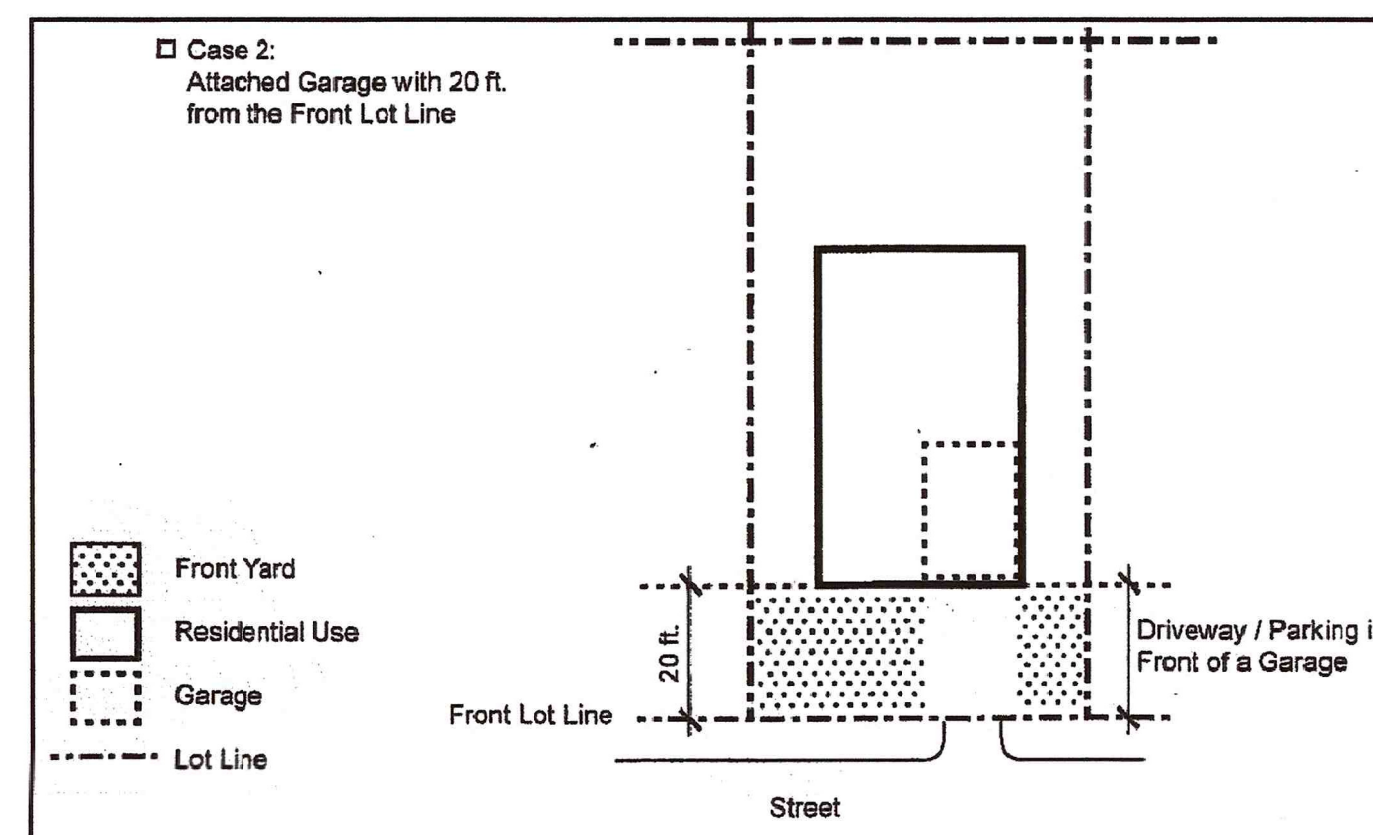 Case 2:
Attached Garage with 20 ft.
from the Front Lot Line
Front Yard
Residential Use
Garage
Lot Line
20 ft.
Front Lot Line
Driveway / Parking i
Front of a Garage
Street